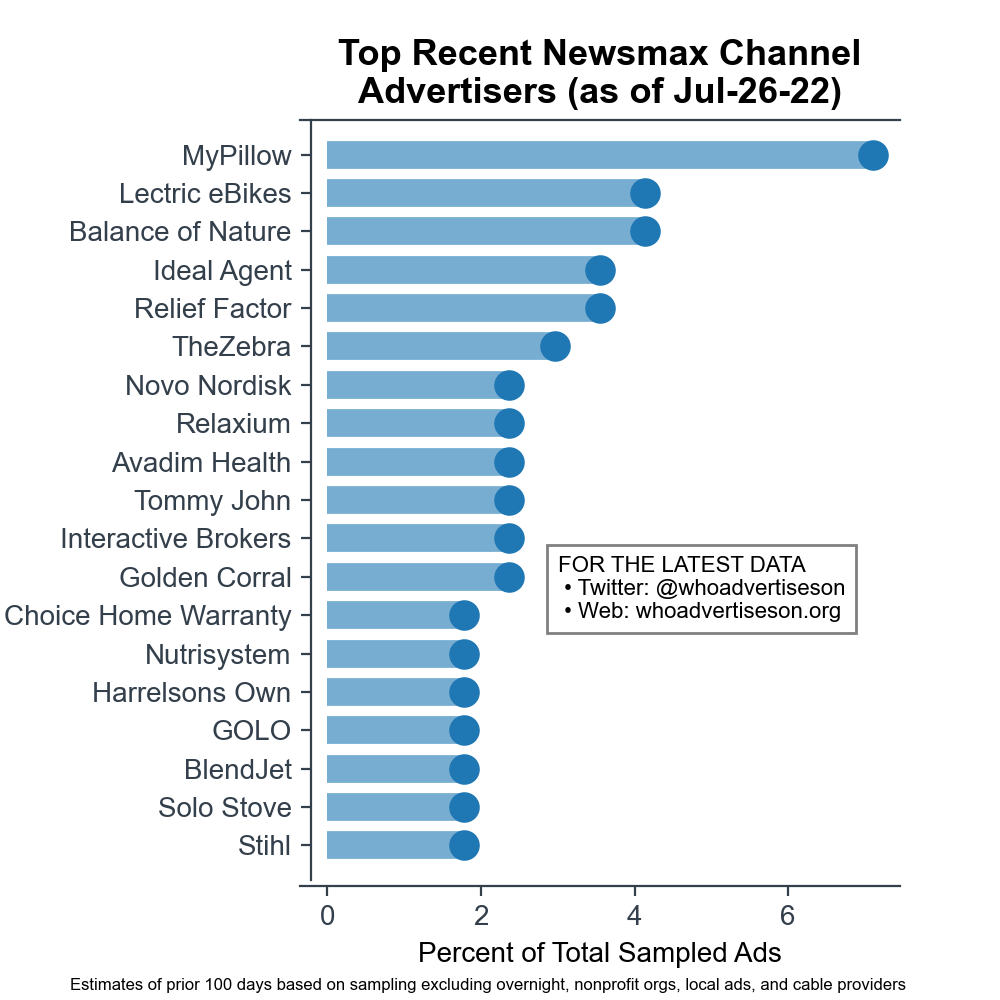 Top Recent Newsmax Channel
Advertisers (as of Jul-26-22)
MyPillow
Lectric eBikes
Balance of Nature
Ideal Agent
Relief Factor
TheZebra
Novo Nordisk
Relaxium
Avadim Health
Tommy John
Interactive Brokers
Golden Corral
Choice Home Warranty
Nutrisystem
Harrelsons Own
GOLO
BlendJet
Solo Stove
Stihl
FOR THE LATEST DATA
• Twitter: @whoadvertiseson
• Web: whoadvertiseson.org
0 2 4 6
Percent of Total Sampled Ads
Estimates of prior 100 days based on sampling excluding overnight, nonprofit orgs, local ads, and cable providers